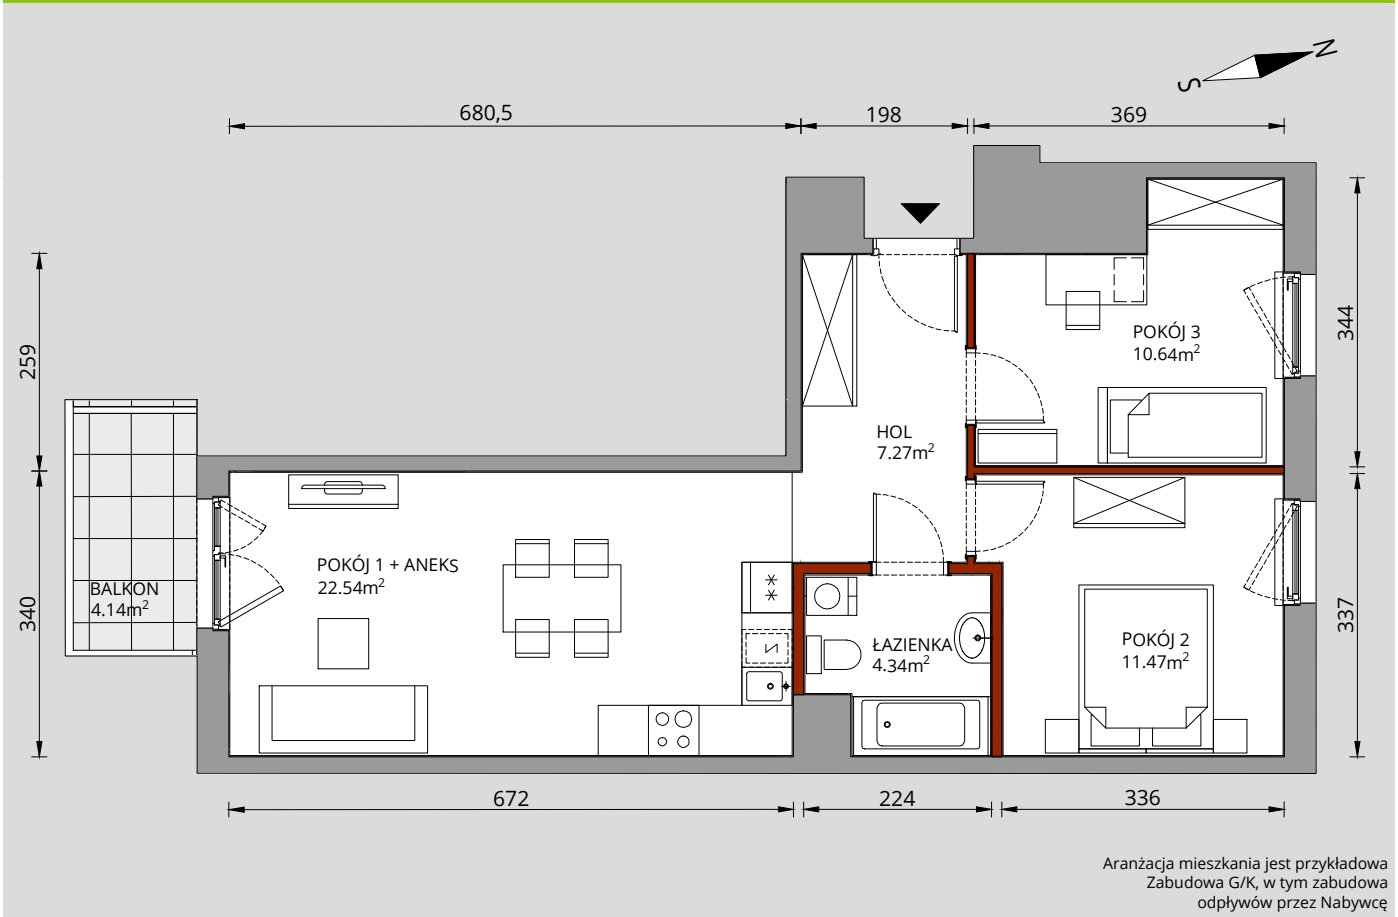 N
S
680,5
198
369
259
344
POKÓJ 3
10.64m²
HOL
7.27m²
POKÓJ 1 + ANEKS
22.54m²
BALKON
4.14m²
340
337
ŁAZIENKA
4.34m²
POKÓJ 2
11.47m²
672
224
336
Aranżacja mieszkania jest przykładowa
Zabudowa G/K, w tym zabudowa
odpływów przez Nabywcę